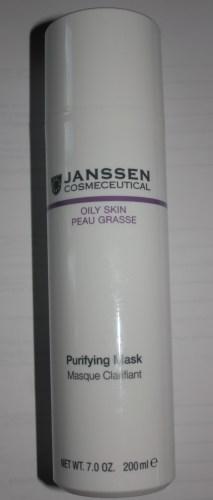 JANSSEN
COSMECEUTICAL
OILY SKIN
PEAU GRASSE
Purifying Mask
Masque Clarifiant
NET WT. 7.0 OZ. 200 ml ℮